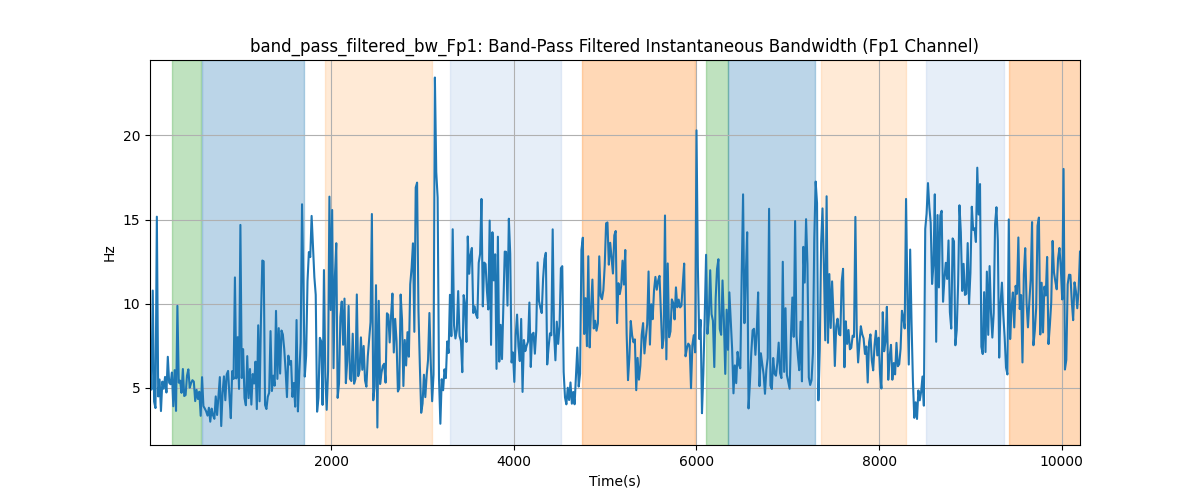 band_pass_filtered_bw_Fp1: Band-Pass Filtered Instantaneous Bandwidth (Fp1 Channel)
20
15
10
5
Hz
2000 4000 6000 8000 10000
Time(s)